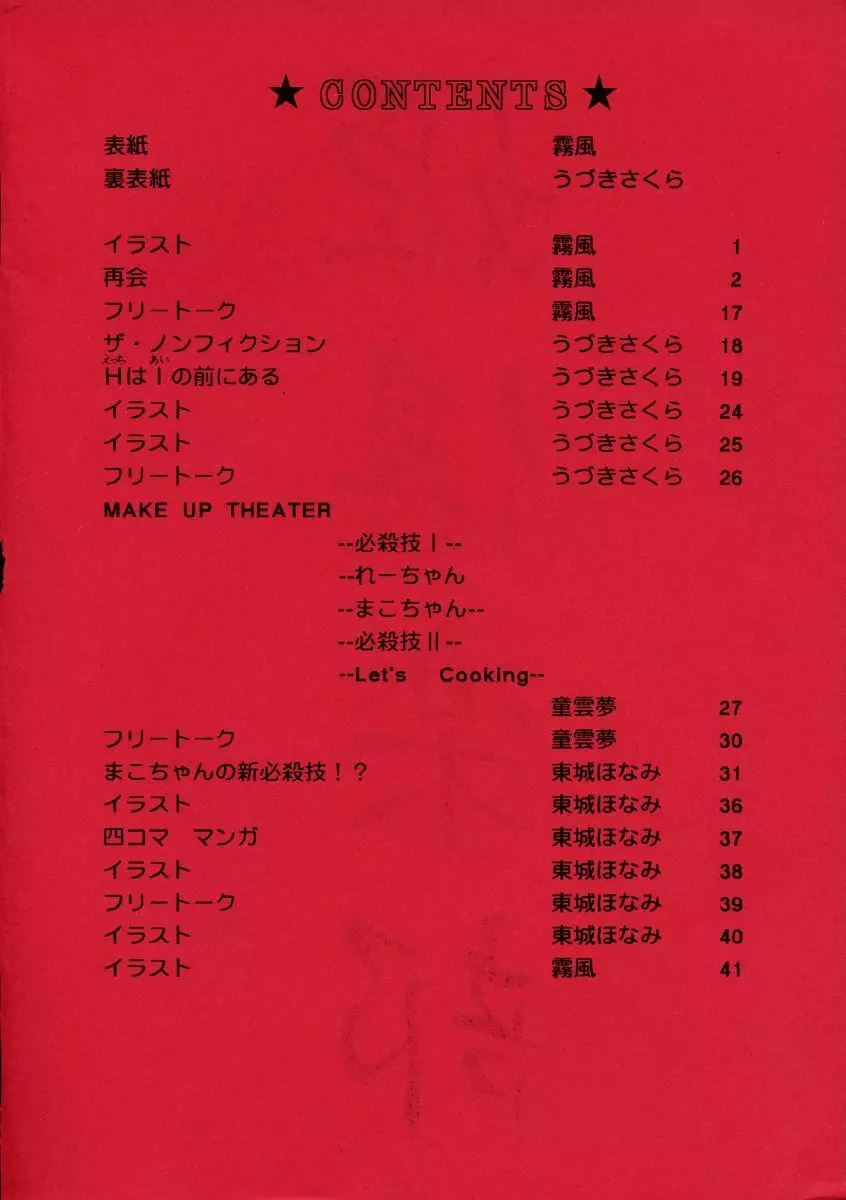 ★ CONTENTS ★
表紙 霧風
裏表紙 うづきさくら
イラスト 霧風 1
再会 霧風 2
フリートーク 霧風 17
ザ・ノンフィクション うづきさくら 18
えっち あい
HはIの前にある うづきさくら 19
イラスト うづきさくら 24
イラスト うづきさくら 25
フリートーク うづきさくら 26
MAKE UP THEATER
--必殺技Ⅰ--
--れーちゃん
--まこちゃん--
--必殺技Ⅱ--
--Let's Cooking--
童雲夢 27
フリートーク 童雲夢 30
まこちゃんの新必殺技！？ 東城ほなみ 31
イラスト 東城ほなみ 36
四コマ マンガ 東城ほなみ 37
イラスト 東城ほなみ 38
フリートーク 東城ほなみ 39
イラスト 東城ほなみ 40
イラスト 霧風 41